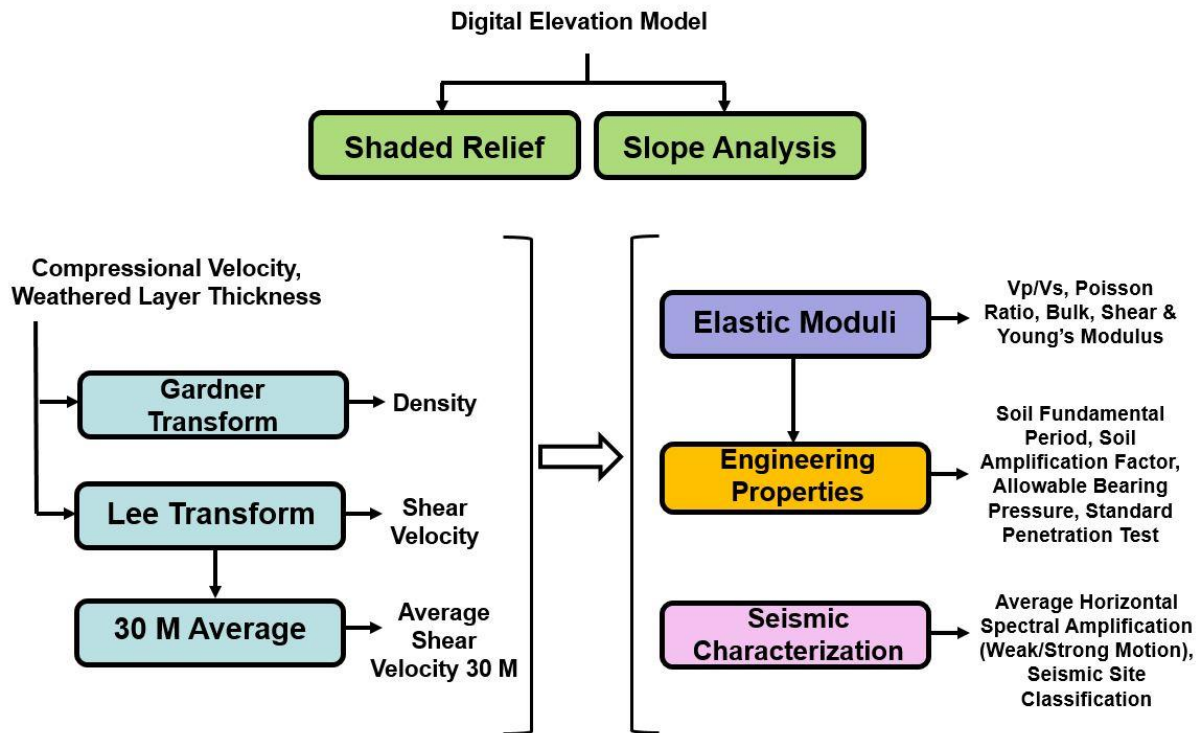 Digital Elevation Model
Shaded Relief
Slope Analysis
Compressional Velocity,
Weathered Layer Thickness
Gardner
Transform
Density
Lee Transform
Shear
Velocity
30 M Average
Average
Shear
Velocity 30 M
Elastic Moduli
Vp/Vs, Poisson
Ratio, Bulk, Shear &
Young's Modulus
Engineering
Properties
Soil Fundamental
Period, Soil
Amplification Factor,
Allowable Bearing
Pressure, Standard
Penetration Test
Seismic
Characterization
Average Horizontal
Spectral Amplification
(Weak/Strong Motion),
Seismic Site
Classification